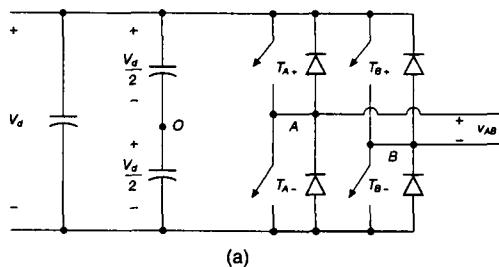 + + T_A+ T_B+
V_d/2
− O A + v_AB
V_d + B −
V_d/2 T_A− T_B−
− −
(a)